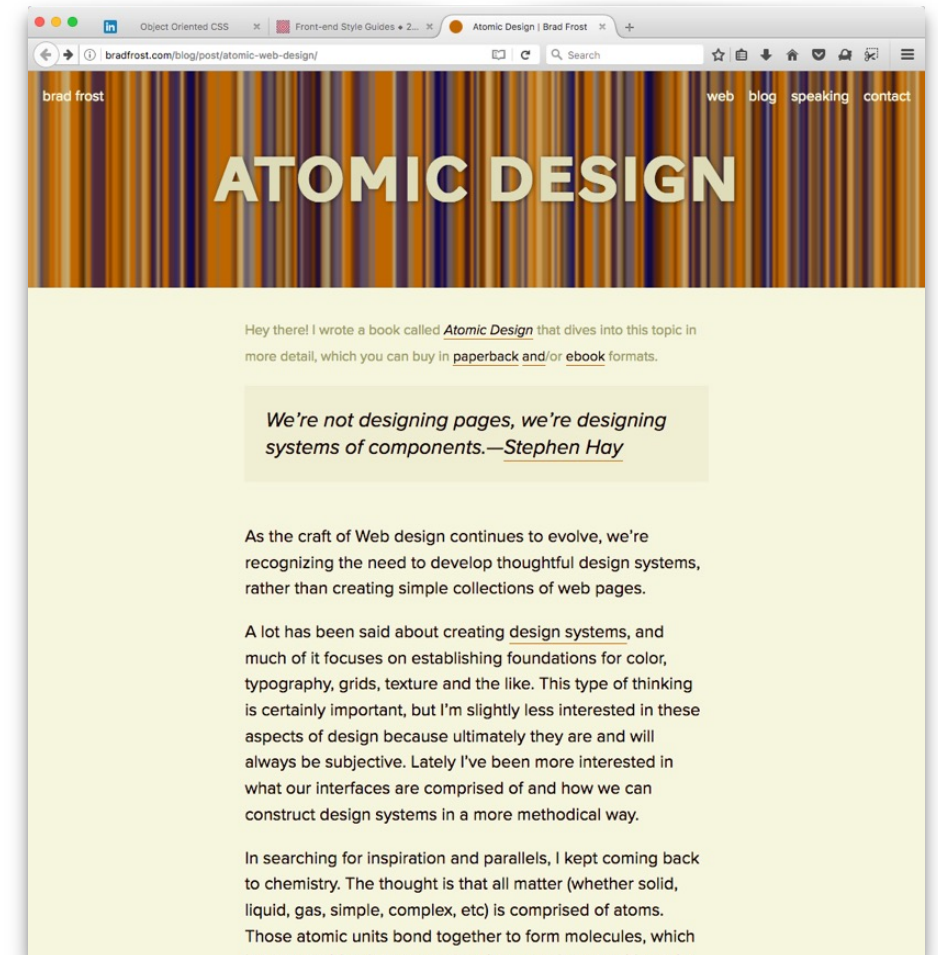 in Object Oriented CSS Front-end Style Guides • 2... Atomic Design | Brad Frost
bradfrost.com/blog/post/atomic-web-design/ Search
brad frost web blog speaking contact
ATOMIC DESIGN
Hey there! I wrote a book called Atomic Design that dives into this topic in
more detail, which you can buy in paperback and/or ebook formats.
We’re not designing pages, we’re designing
systems of components.—Stephen Hay
As the craft of Web design continues to evolve, we’re
recognizing the need to develop thoughtful design systems,
rather than creating simple collections of web pages.
A lot has been said about creating design systems, and
much of it focuses on establishing foundations for color,
typography, grids, texture and the like. This type of thinking
is certainly important, but I’m slightly less interested in these
aspects of design because ultimately they are and will
always be subjective. Lately I’ve been more interested in
what our interfaces are comprised of and how we can
construct design systems in a more methodical way.
In searching for inspiration and parallels, I kept coming back
to chemistry. The thought is that all matter (whether solid,
liquid, gas, simple, complex, etc) is comprised of atoms.
Those atomic units bond together to form molecules, which